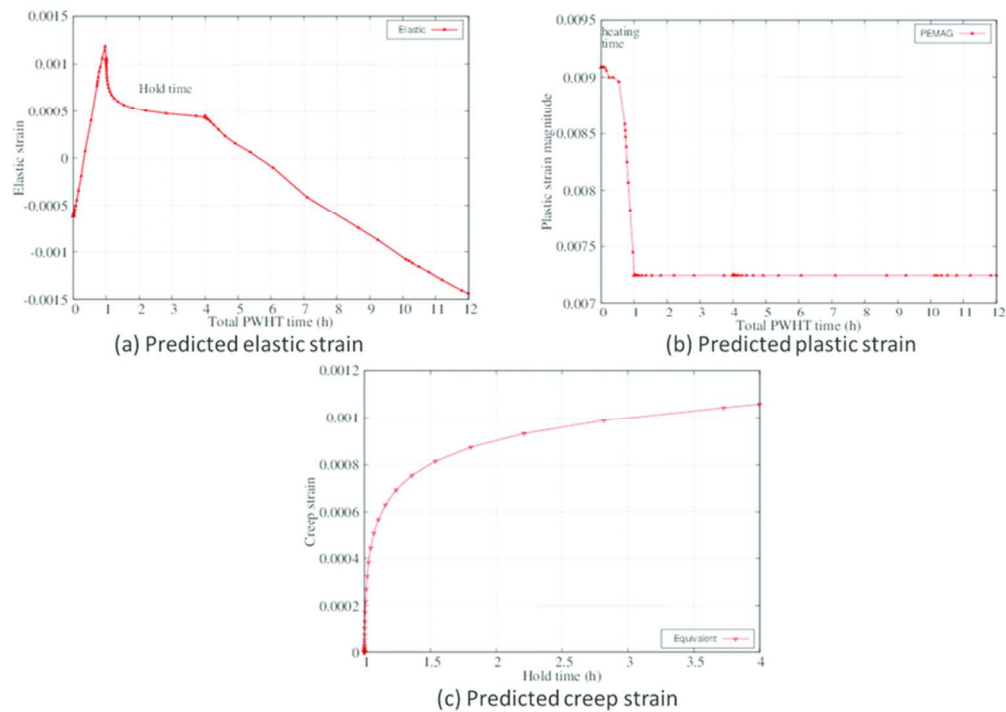 Elastic
0.001
Hold time
0.0005
0
-0.0005
-0.001
-0.0015
Elastic strain
0 1 2 3 4 5 6 7 8 9 10 11 12
Total PWHT time (h)
(a) Predicted elastic strain
0.0095
heating
time
PEMAG
0.009
0.0085
0.008
0.0075
0.007
Plastic strain magnitude
0 1 2 3 4 5 6 7 8 9 10 11 12
Total PWHT time (h)
(b) Predicted plastic strain
0.0012
0.001
0.0008
0.0006
0.0004
0.0002
0
Creep strain
Equivalent
1 1.5 2 2.5 3 3.5 4
Hold time (h)
(c) Predicted creep strain